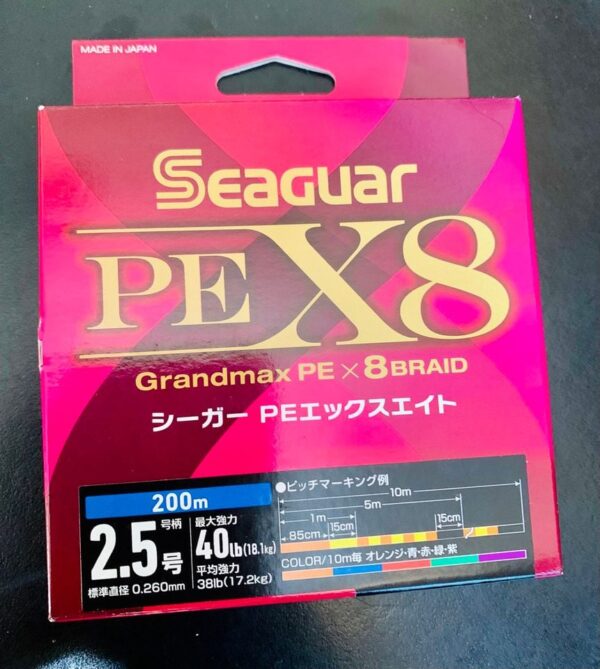 MADE IN JAPAN
SEAGUAR
PE X8
Grandmax PE × 8 BRAID
シーガー PEエックスエイト
200m
2.5号
号柄
標準直径 0.260mm
最大強力
40lb(18.1kg)
平均強力
38lb(17.2kg)
●ピッチマーキング例
10m
5m
1m
15cm
15cm
85cm
COLOR/10m毎 オレンジ・青・赤・緑・紫